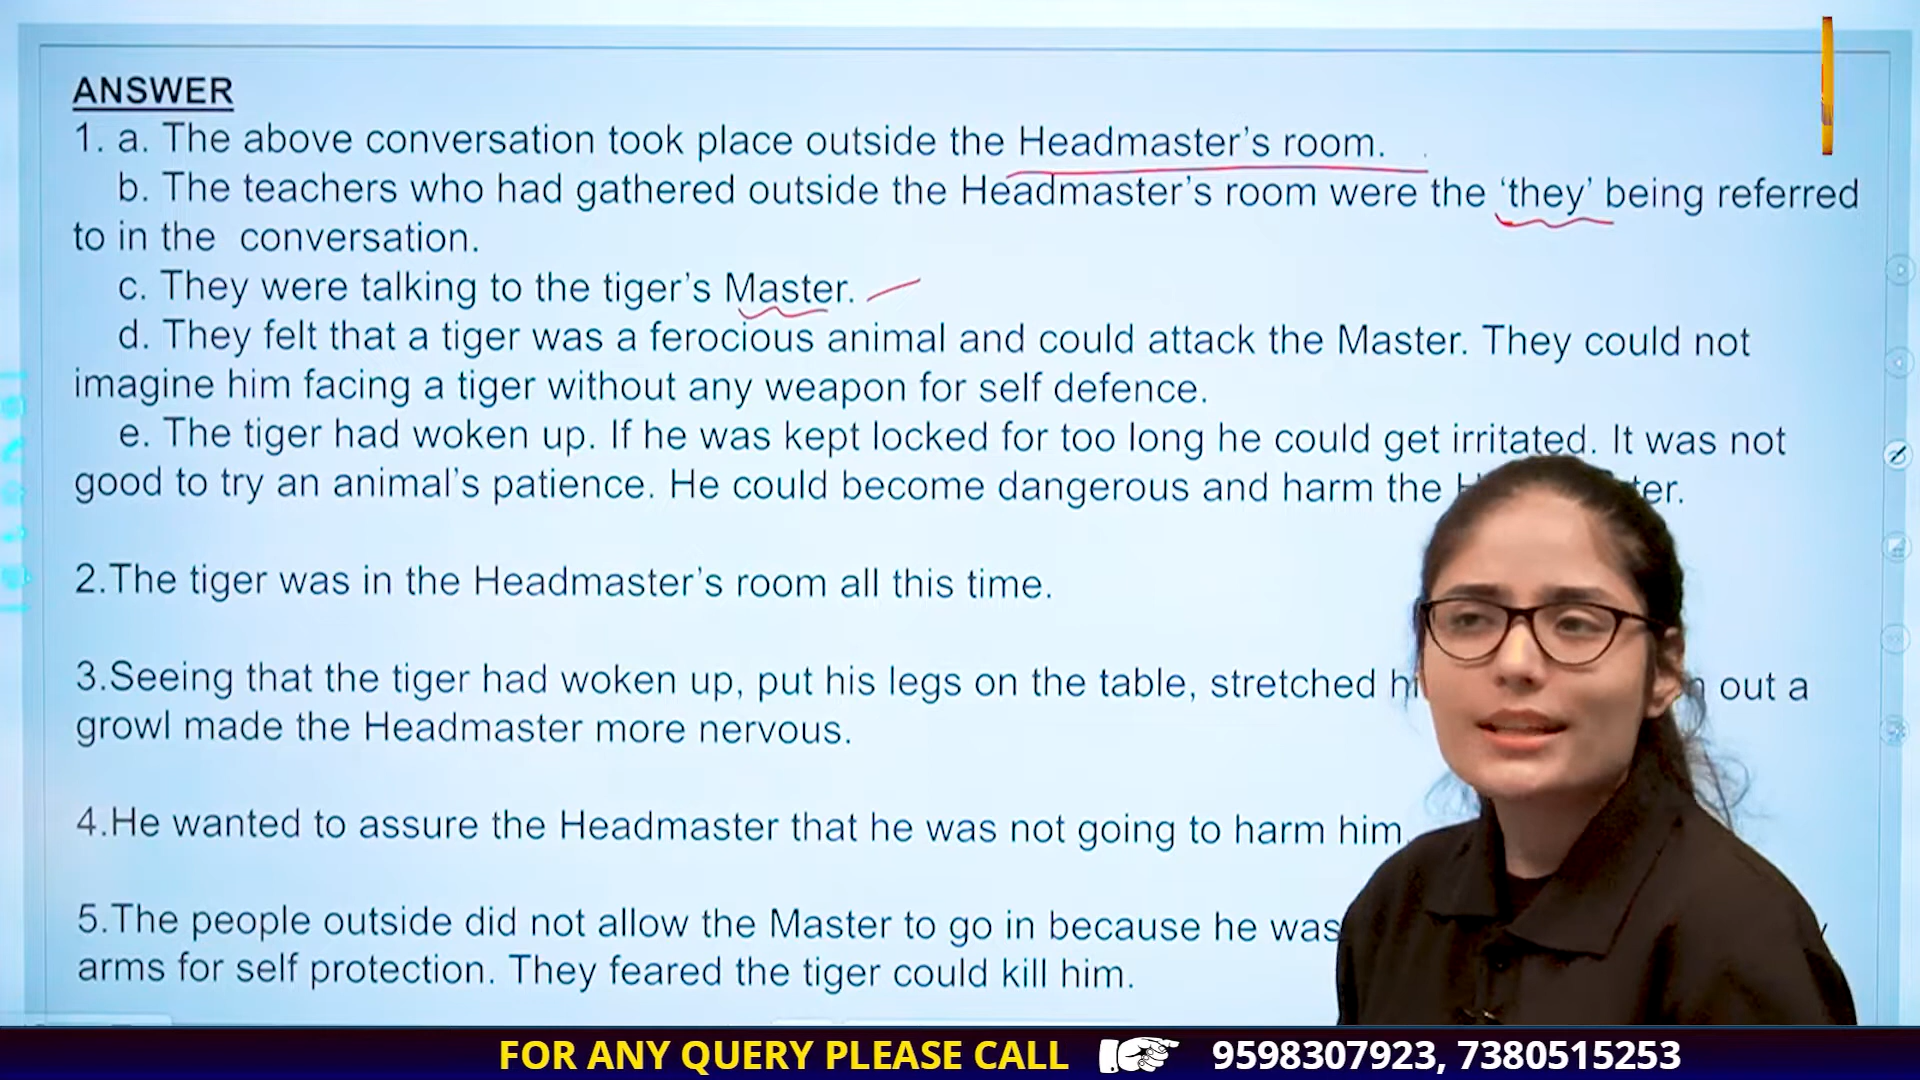 ANSWER
1. a. The above conversation took place outside the Headmaster's room.
b. The teachers who had gathered outside the Headmaster's room were the 'they' being referred
to in the conversation.
c. They were talking to the tiger's Master.
d. They felt that a tiger was a ferocious animal and could attack the Master. They could not
imagine him facing a tiger without any weapon for self defence.
e. The tiger had woken up. If he was kept locked for too long he could get irritated. It was not
good to try an animal's patience. He could become dangerous and harm the
2.The tiger was in the Headmaster's room all this time.
3.Seeing that the tiger had woken up, put his legs on the table, stretched out a
growl made the Headmaster more nervous.
4.He wanted to assure the Headmaster that he was not going to harm him
5.The people outside did not allow the Master to go in because he was
arms for self protection. They feared the tiger could kill him.
FOR ANY QUERY PLEASE CALL 9598307923, 7380515253